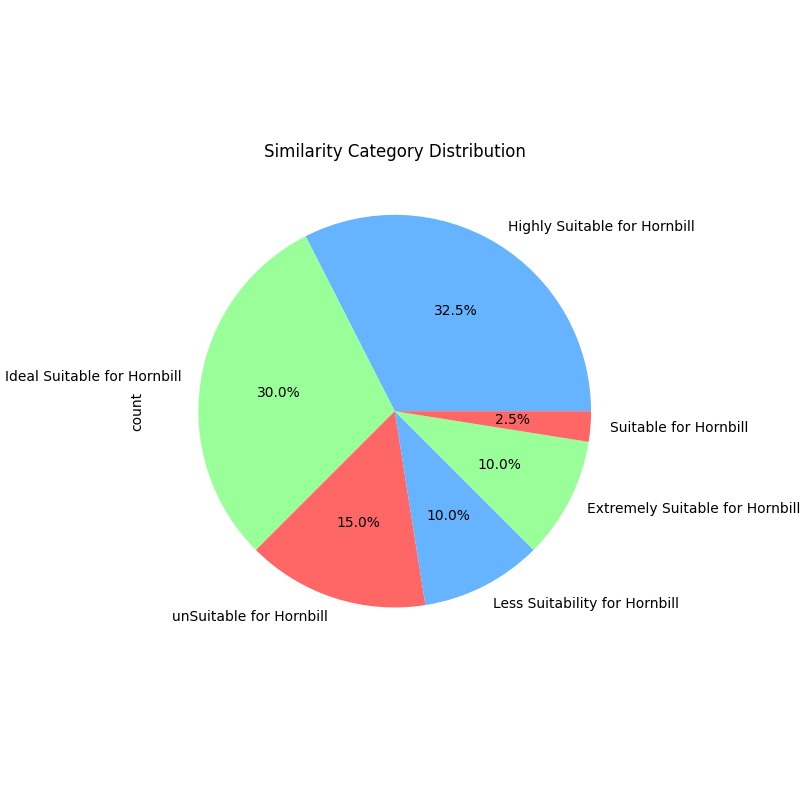 Similarity Category Distribution
Highly Suitable for Hornbill
32.5%
Ideal Suitable for Hornbill
30.0%
count
2.5%
Suitable for Hornbill
10.0%
Extremely Suitable for Hornbill
15.0%
10.0%
Less Suitability for Hornbill
unSuitable for Hornbill